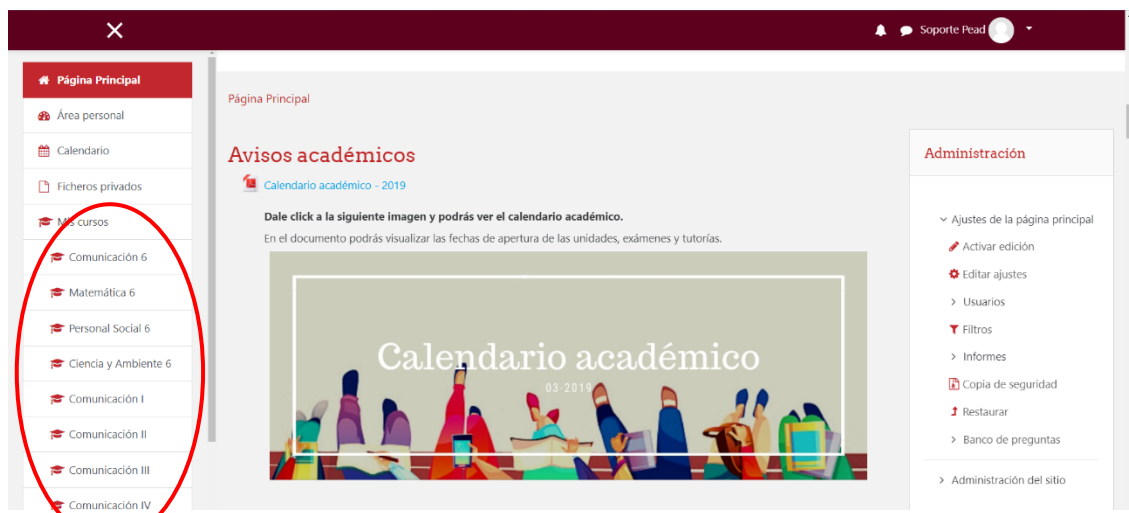 Soporte Pead
Página Principal
Área personal
Calendario
Ficheros privados
Mis cursos
Comunicación 6
Matemática 6
Personal Social 6
Ciencia y Ambiente 6
Comunicación I
Comunicación II
Comunicación III
Comunicación IV
Página Principal
Avisos académicos
Calendario académico - 2019
Dale click a la siguiente imagen y podrás ver el calendario académico.
En el documento podrás visualizar las fechas de apertura de las unidades, exámenes y tutorías.
Calendario académico
03-2019
Administración
Ajustes de la página principal
Activar edición
Editar ajustes
Usuarios
Filtros
Informes
Copia de seguridad
Restaurar
Banco de preguntas
Administración del sitio